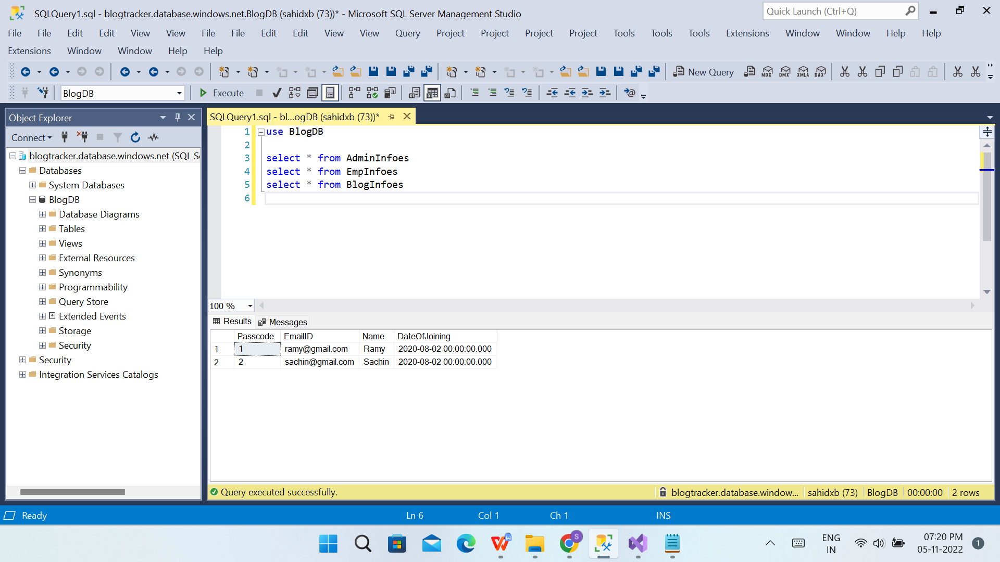 SQLQuery1.sql - blogtracker.database.windows.net.BlogDB (sahidxb (73))* - Microsoft SQL Server Management Studio
Quick Launch (Ctrl+Q)
File File Edit Edit View View File File Edit Edit View View Query Project Project Project Project Tools Tools Tools Extensions Window Window Help Help
Extensions Window Window Help Help
New Query MDX DMX XMLA DAX
BlogDB Execute
Object Explorer
Connect
blogtracker.database.windows.net (SQL S
Databases
System Databases
BlogDB
Database Diagrams
Tables
Views
External Resources
Synonyms
Programmability
Query Store
Extended Events
Storage
Security
Security
Integration Services Catalogs
SQLQuery1.sql - bl...ogDB (sahidxb (73))*
1 use BlogDB
2
3 select * from AdminInfoes
4 select * from EmpInfoes
5 select * from BlogInfoes
6
100 %
Results Messages
Passcode EmailID Name DateOfJoining
1 1 ramy@gmail.com Ramy 2020-08-02 00:00:00.000
2 2 sachin@gmail.com Sachin 2020-08-02 00:00:00.000
Query executed successfully. blogtracker.database.window... sahidxb (73) BlogDB 00:00:00 2 rows
Ready Ln 6 Col 1 Ch 1 INS
S
W
ENG
IN
07:20 PM
05-11-2022
1